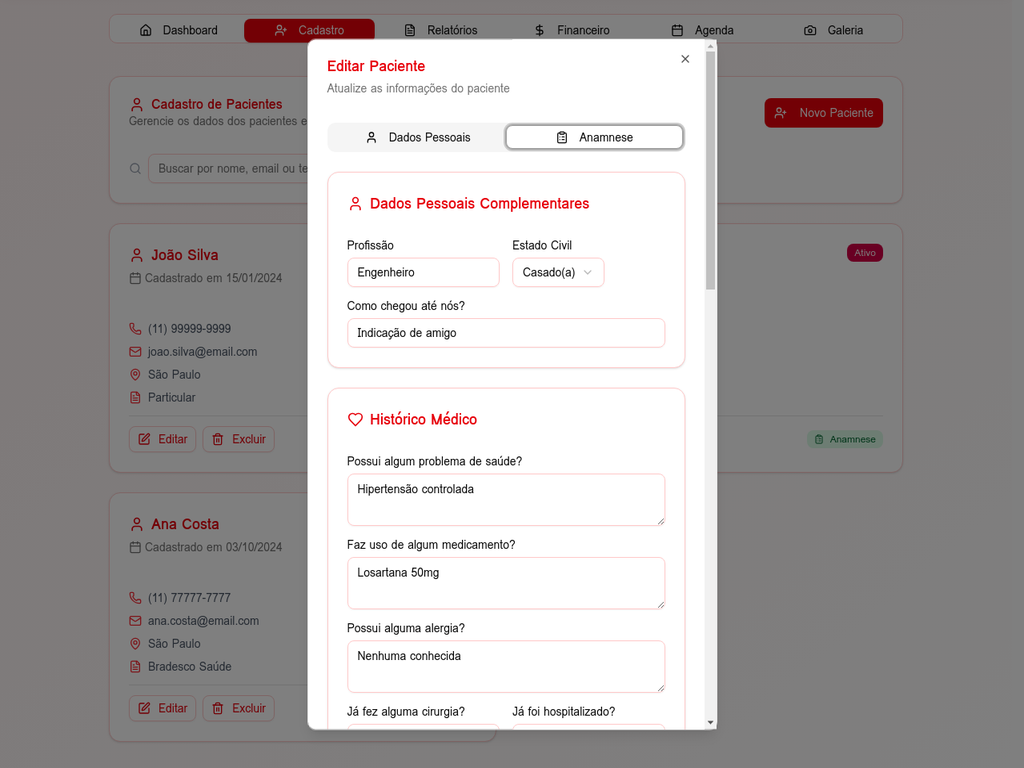 Dashboard
Cadastro
Relatórios
Financeiro
Agenda
Galeria
Cadastro de Pacientes
Gerencie os dados dos pacientes e
Novo Paciente
Buscar por nome, email ou te
João Silva
Cadastrado em 15/01/2024
(11) 99999-9999
joao.silva@email.com
São Paulo
Particular
Editar
Excluir
Ativo
Anamnese
Ana Costa
Cadastrado em 03/10/2024
(11) 77777-7777
ana.costa@email.com
São Paulo
Bradesco Saúde
Editar
Excluir
Editar Paciente
Atualize as informações do paciente
Dados Pessoais
Anamnese
Dados Pessoais Complementares
Profissão
Estado Civil
Engenheiro
Casado(a)
Como chegou até nós?
Indicação de amigo
Histórico Médico
Possui algum problema de saúde?
Hipertensão controlada
Faz uso de algum medicamento?
Losartana 50mg
Possui alguma alergia?
Nenhuma conhecida
Já fez alguma cirurgia?
Já foi hospitalizado?